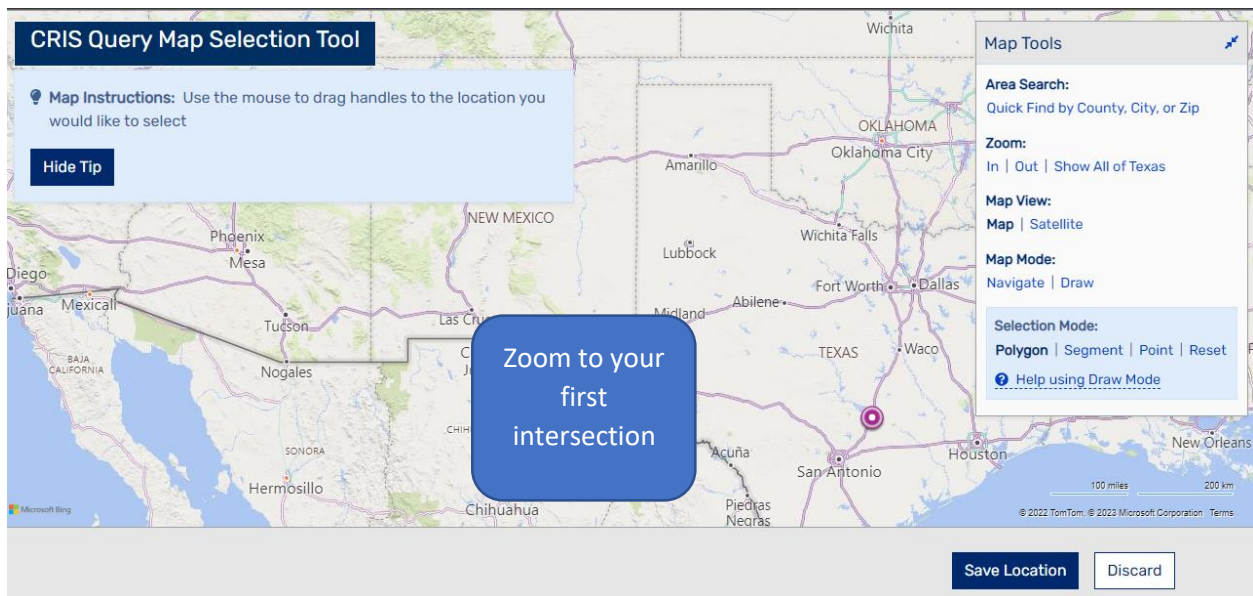 CRIS Query Map Selection Tool
Map Instructions: Use the mouse to drag handles to the location you
would like to select
Hide Tip
Map Tools
Area Search:
Quick Find by County, City, or Zip
Zoom:
In | Out | Show All of Texas
Map View:
Map | Satellite
Map Mode:
Navigate | Draw
Selection Mode:
Polygon | Segment | Point | Reset
Help using Draw Mode
Wichita
OKLAHOMA
Oklahoma City
Amarillo
NEW MEXICO
Phoenix
Mesa
Wichita Falls
Lubbock
Diego
Mexicali
juana
Fort Worth
Dallas
Abilene
Midland
Tucson
Las Cru
Zoom to your
first
intersection
TEXAS
Waco
BAJA
CALIFORNIA
Nogales
SONORA
Acuña
San Antonio
Houston
New Orleans
Hermosillo
Chihuahua
Piedras
Negras
100 miles
200 km
Microsoft Bing
© 2022 TomTom, © 2023 Microsoft Corporation Terms
Save Location
Discard